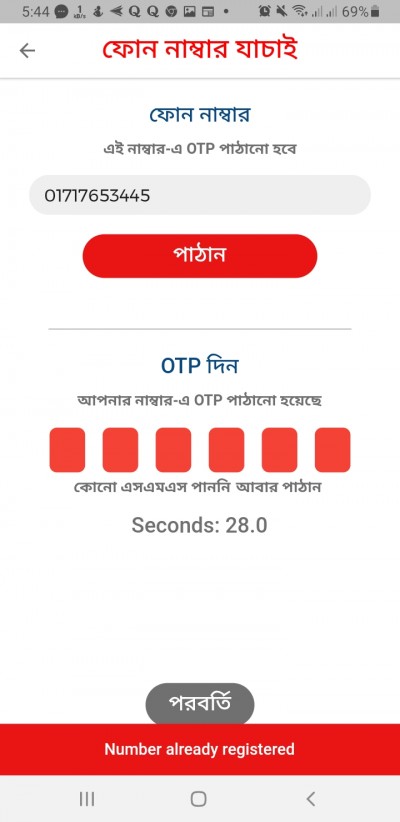 5:44 69%
ফোন নাম্বার যাচাই
ফোন নাম্বার
এই নাম্বার-এ OTP পাঠানো হবে
01717653445
পাঠান
OTP দিন
আপনার নাম্বার-এ OTP পাঠানো হয়েছে
কোনো এসএমএস পাননি আবার পাঠান
Seconds: 28.0
পরবর্তি
Number already registered